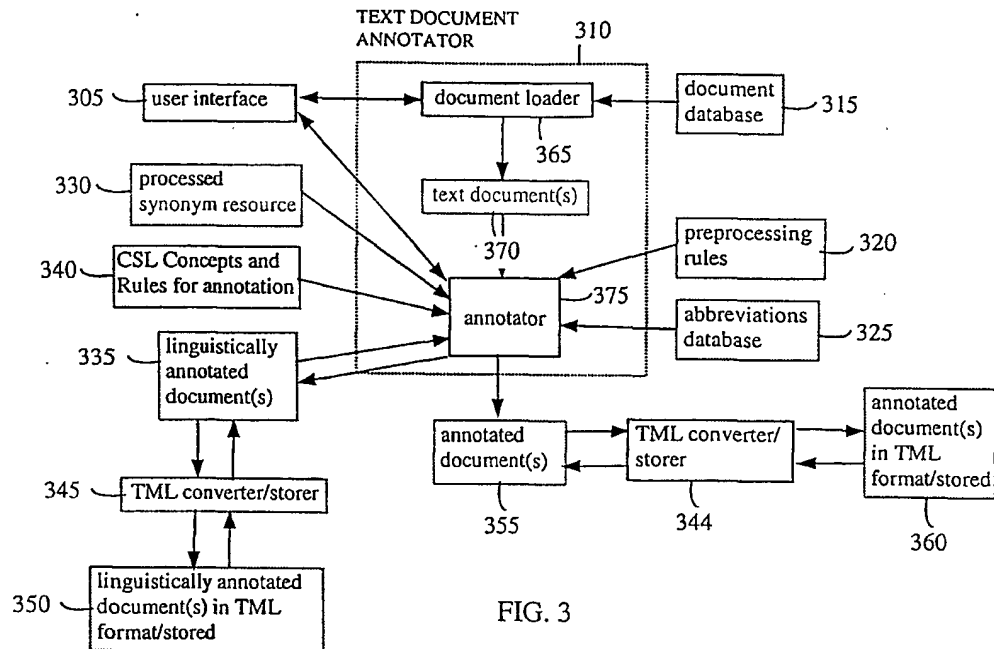 TEXT DOCUMENT
ANNOTATOR
310
305
user interface
document loader
document
database
315
365
330
processed
synonym resource
text document(s)
370
preprocessing
rules
320
340
CSL Concepts and
Rules for annotation
annotator
375
abbreviations
database
325
335
linguistically
annotated
document(s)
annotated
document(s)
355
TML converter/
storer
344
annotated
document(s)
in TML
format/stored
360
345
TML converter/storer
350
linguistically annotated
document(s) in TML
format/stored
FIG. 3